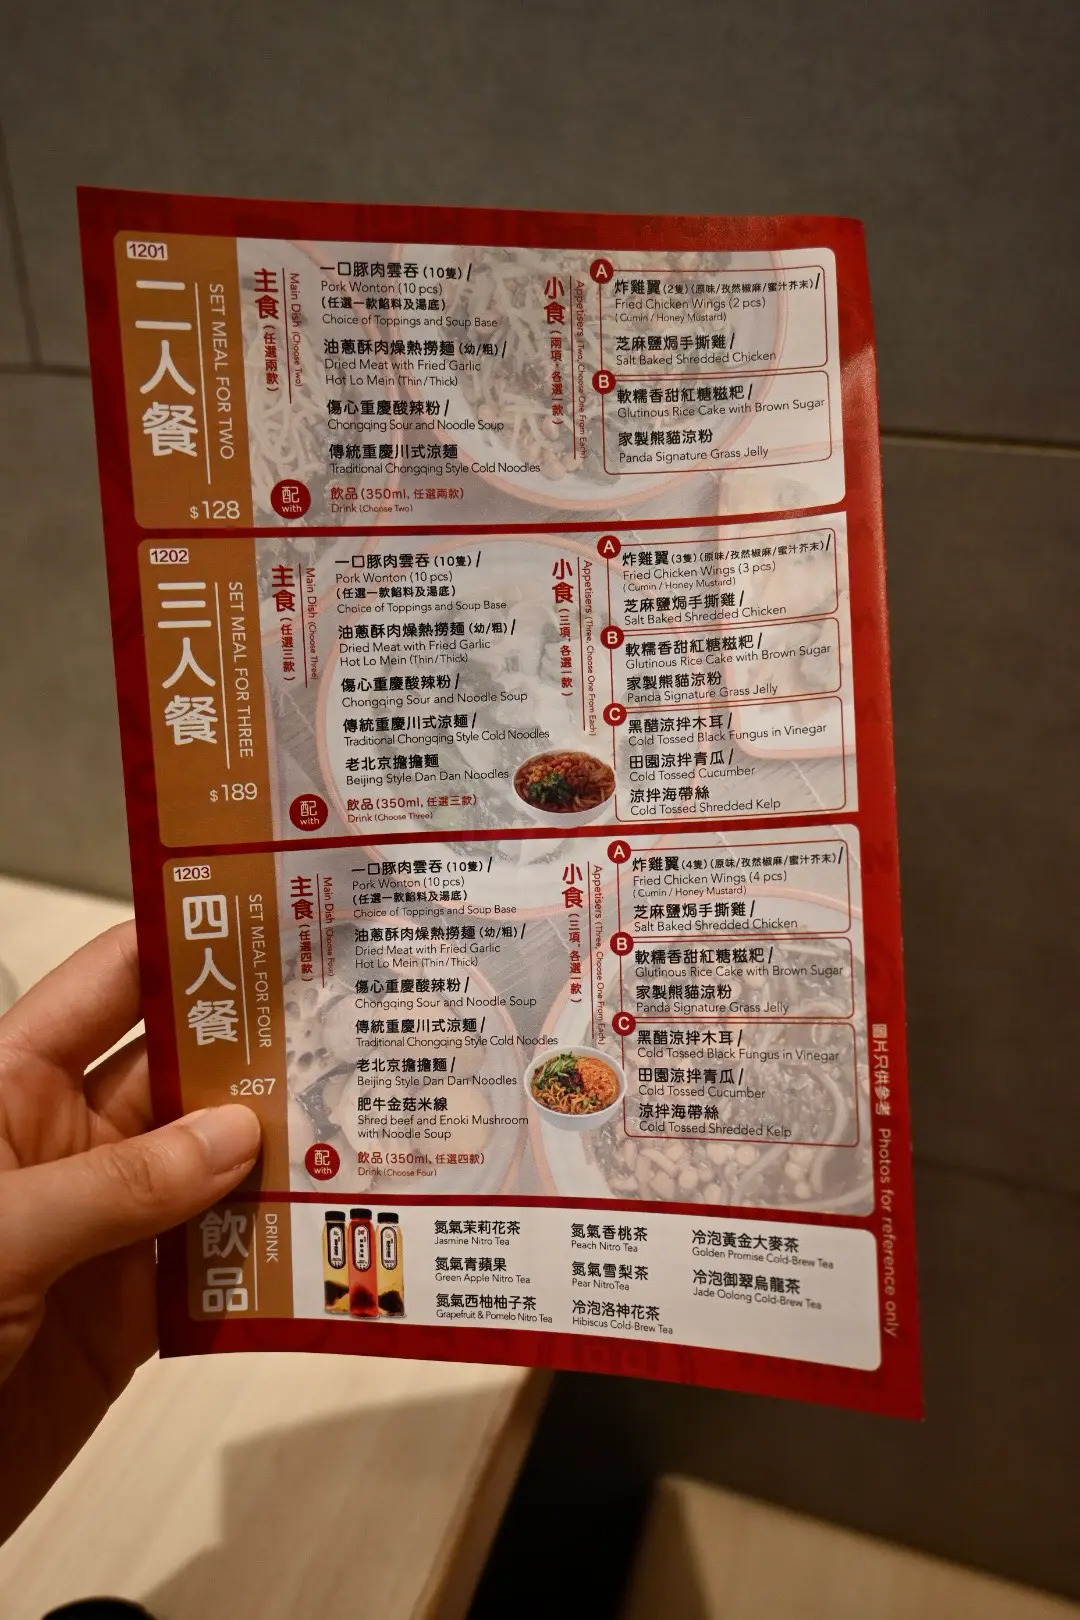 1201
二人餐
SET MEAL FOR TWO
$128
主食(任選兩款)
Main Dish (Choose Two)
一口豚肉雲吞(10隻)/
Pork Wonton (10 pcs)
(任選一款餡料及湯底)
Choice of Toppings and Soup Base
油蔥酥肉燥熱撈麵(幼/粗)/
Dried Meat with Fried Garlic
Hot Lo Mein (Thin/Thick)
傷心重慶酸辣粉/
Chongqing Sour and Noodle Soup
傳統重慶川式涼麵
Traditional Chongqing Style Cold Noodles
配
with
飲品(350ml, 任選兩款)
Drink (Choose Two)
小食(兩項, 各選一款)
Appetisers (Two, Choose One From Each)
A
炸雞翼(2隻)(原味/孜然椒麻/蜜汁芥末)/
Fried Chicken Wings (2 pcs)
(Cumin / Honey Mustard)
芝麻鹽焗手撕雞/
Salt Baked Shredded Chicken
B
軟糯香甜紅糖糍粑/
Glutinous Rice Cake with Brown Sugar
家製熊貓涼粉
Panda Signature Grass Jelly
1202
三人餐
SET MEAL FOR THREE
$189
主食(任選三款)
Main Dish (Choose Three)
一口豚肉雲吞(10隻)/
Pork Wonton (10 pcs)
(任選一款餡料及湯底)
Choice of Toppings and Soup Base
油蔥酥肉燥熱撈麵(幼/粗)/
Dried Meat with Fried Garlic
Hot Lo Mein (Thin/Thick)
傷心重慶酸辣粉/
Chongqing Sour and Noodle Soup
傳統重慶川式涼麵/
Traditional Chongqing Style Cold Noodles
老北京擔擔麵
Beijing Style Dan Dan Noodles
配
with
飲品(350ml, 任選三款)
Drink (Choose Three)
小食(三項, 各選一款)
Appetisers (Three, Choose One From Each)
A
炸雞翼(3隻)(原味/孜然椒麻/蜜汁芥末)/
Fried Chicken Wings (3 pcs)
(Cumin / Honey Mustard)
芝麻鹽焗手撕雞/
Salt Baked Shredded Chicken
B
軟糯香甜紅糖糍粑/
Glutinous Rice Cake with Brown Sugar
家製熊貓涼粉
Panda Signature Grass Jelly
C
黑醋涼拌木耳/
Cold Tossed Black Fungus in Vinegar
田園涼拌青瓜/
Cold Tossed Cucumber
涼拌海帶絲
Cold Tossed Shredded Kelp
1203
四人餐
SET MEAL FOR FOUR
$267
主食(任選四款)
Main Dish (Choose Four)
一口豚肉雲吞(10隻)/
Pork Wonton (10 pcs)
(任選一款餡料及湯底)
Choice of Toppings and Soup Base
油蔥酥肉燥熱撈麵(幼/粗)/
Dried Meat with Fried Garlic
Hot Lo Mein (Thin/Thick)
傷心重慶酸辣粉/
Chongqing Sour and Noodle Soup
傳統重慶川式涼麵/
Traditional Chongqing Style Cold Noodles
老北京擔擔麵/
Beijing Style Dan Dan Noodles
肥牛金菇米線
Shred beef and Enoki Mushroom
with Noodle Soup
配
with
飲品(350ml, 任選四款)
Drink (Choose Four)
小食(三項, 各選一款)
Appetisers (Three, Choose One From Each)
A
炸雞翼(4隻)(原味/孜然椒麻/蜜汁芥末)/
Fried Chicken Wings (4 pcs)
(Cumin / Honey Mustard)
芝麻鹽焗手撕雞/
Salt Baked Shredded Chicken
B
軟糯香甜紅糖糍粑/
Glutinous Rice Cake with Brown Sugar
家製熊貓涼粉
Panda Signature Grass Jelly
C
黑醋涼拌木耳/
Cold Tossed Black Fungus in Vinegar
田園涼拌青瓜/
Cold Tossed Cucumber
涼拌海帶絲
Cold Tossed Shredded Kelp
飲品
DRINK
氮氣茉莉花茶
Jasmine Nitro Tea
氮氣青蘋果
Green Apple Nitro Tea
氮氣西柚柚子茶
Grapefruit & Pomelo Nitro Tea
氮氣香桃茶
Peach Nitro Tea
氮氣雪梨茶
Pear NitroTea
冷泡洛神花茶
Hibiscus Cold-Brew Tea
冷泡黃金大麥茶
Golden Promise Cold-Brew Tea
冷泡御翠烏龍茶
Jade Oolong Cold-Brew Tea
圖片只供參考 Photos for reference only